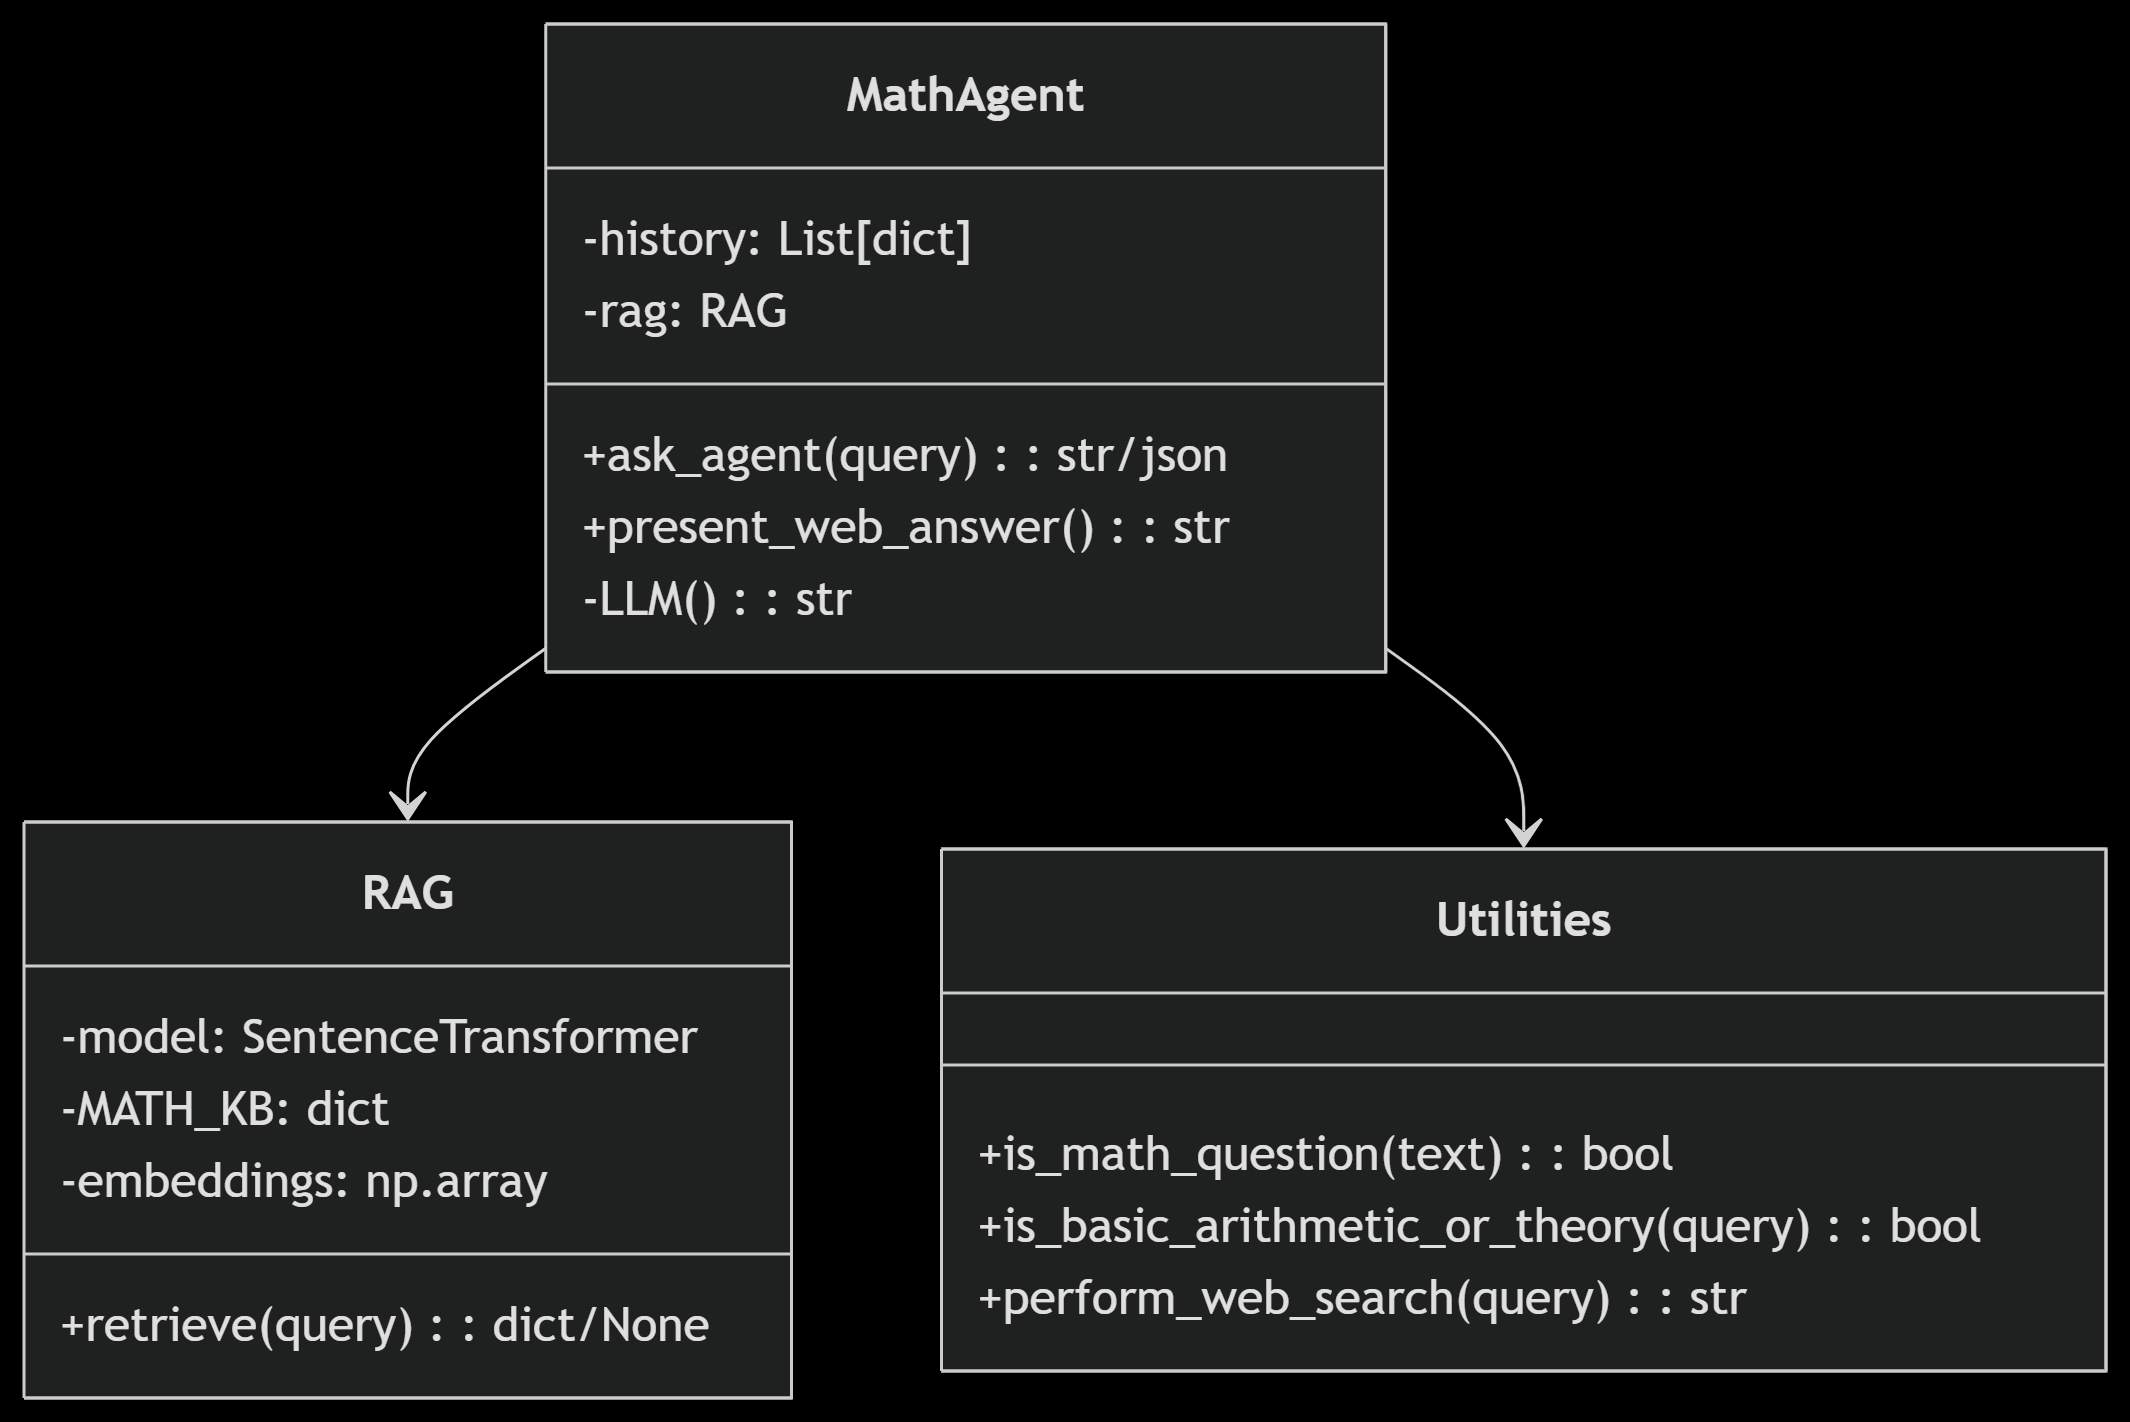 MathAgent
-history: List[dict]
-rag: RAG
+ask_agent(query) : : str/json
+present_web_answer() : : str
-LLM() : : str
RAG
-model: SentenceTransformer
-MATH_KB: dict
-embeddings: np.array
+retrieve(query) : : dict/None
Utilities
+is_math_question(text) : : bool
+is_basic_arithmetic_or_theory(query) : : bool
+perform_web_search(query) : : str